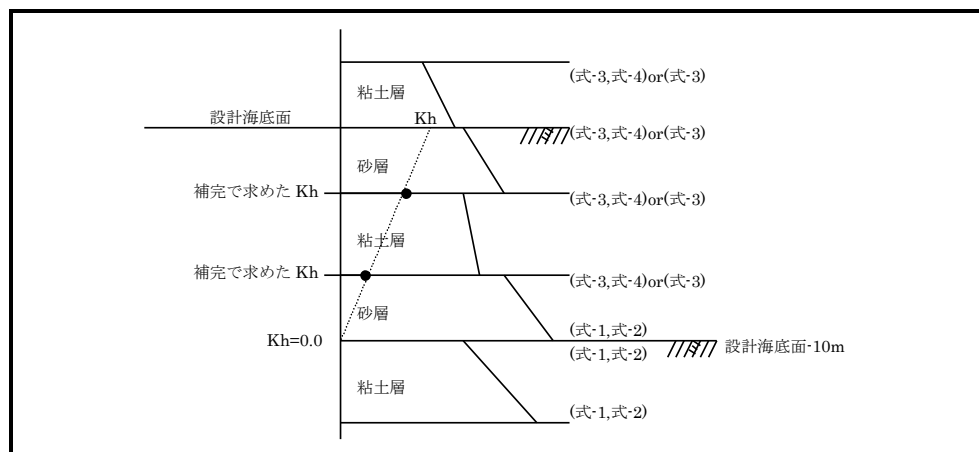 (式-3,式-4)or(式-3)
粘土層
設計海底面
Kh
(式-3,式-4)or(式-3)
砂層
補完で求めた Kh
(式-3,式-4)or(式-3)
粘土層
補完で求めた Kh
(式-3,式-4)or(式-3)
砂層
(式-1,式-2)
Kh=0.0
(式-1,式-2)
設計海底面-10m
粘土層
(式-1,式-2)